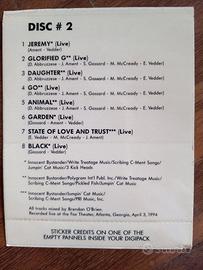 DISC # 2
1 JEREMY* (Live)
(Ament - Vedder)
2 GLORIFIED G** (Live)
(D. Abbruzzese - J. Ament - S. Gossard - M. McCready - E. Vedder)
3 DAUGHTER** (Live)
(D. Abbruzzese - J. Ament - S. Gossard - M. McCready - E. Vedder)
4 GO** (Live)
(D. Abbruzzese - J. Ament - S. Gossard - M. McCready - E. Vedder)
5 ANIMAL** (Live)
(D. Abbruzzese - J. Ament - S. Gossard - M. McCready - E. Vedder)
6 GARDEN* (Live)
(Gossard - Ament - Vedder)
7 STATE OF LOVE AND TRUST*** (Live)
(J. Ament - M. McCready - E. Vedder)
8 BLACK* (Live)
(Gossard - Vedder)
* Innocent Bystander/Write Treatage Music/Scribing C-Ment Songs/
Jumpin' Cat Music/3 Kick Heads
** Innocent Bystander/Polygram Int'l Publ. Inc./Write Treatage Music/
Scribing C-Ment Songs/Pickled Fish/Jumpin' Cat Music
*** Innocent Bystander/Jumpin' Cat Music/
Scribing C-Ment Songs/PRI Music, Inc.
All tracks mixed by Brendan O'Brien.
Recorded live at the Fox Theater, Atlanta, Georgia, April 3, 1994
STICKER CREDITS ON ONE OF THE
EMPTY PANNELS INSIDE YOUR DIGIPACK